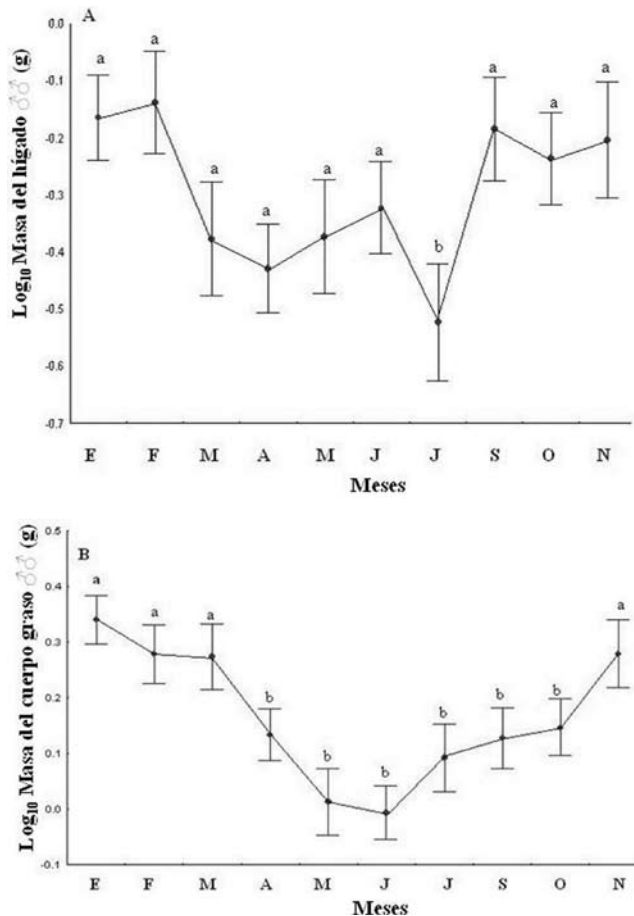 A
Log₁₀ Masa del hígado ♂♂ (g)
0.0
-0.1
-0.2
-0.3
-0.4
-0.5
-0.6
-0.7
a a a a a a b a a a
E F M A M J J S O N
Meses
B
Log₁₀ Masa del cuerpo graso ♂♂ (g)
0.5
0.4
0.3
0.2
0.1
0.0
-0.1
a a a b b b b b b a
E F M A M J J S O N
Meses